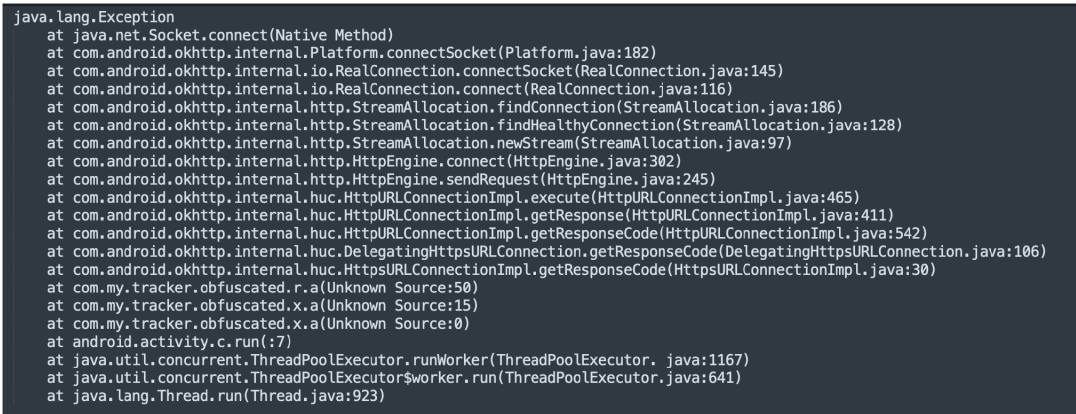 java.lang.Exception
at java.net.Socket.connect(Native Method)
at com.android.okhttp.internal.Platform.connectSocket(Platform.java:182)
at com.android.okhttp.internal.io.RealConnection.connectSocket(RealConnection.java:145)
at com.android.okhttp.internal.io.RealConnection.connect(RealConnection.java:116)
at com.android.okhttp.internal.http.StreamAllocation.findConnection(StreamAllocation.java:186)
at com.android.okhttp.internal.http.StreamAllocation.findHealthyConnection(StreamAllocation.java:128)
at com.android.okhttp.internal.http.StreamAllocation.newStream(StreamAllocation.java:97)
at com.android.okhttp.internal.http.HttpEngine.connect(HttpEngine.java:302)
at com.android.okhttp.internal.http.HttpEngine.sendRequest(HttpEngine.java:245)
at com.android.okhttp.internal.huc.HttpURLConnectionImpl.execute(HttpURLConnectionImpl.java:465)
at com.android.okhttp.internal.huc.HttpURLConnectionImpl.getResponse(HttpURLConnectionImpl.java:411)
at com.android.okhttp.internal.huc.HttpURLConnectionImpl.getResponseCode(HttpURLConnectionImpl.java:542)
at com.android.okhttp.internal.huc.DelegatingHttpsURLConnection.getResponseCode(DelegatingHttpsURLConnection.java:106)
at com.android.okhttp.internal.huc.HttpsURLConnectionImpl.getResponseCode(HttpsURLConnectionImpl.java:30)
at com.my.tracker.obfuscated.r.a(Unknown Source:50)
at com.my.tracker.obfuscated.x.a(Unknown Source:15)
at com.my.tracker.obfuscated.x.a(Unknown Source:0)
at android.activity.c.run(:7)
at java.util.concurrent.ThreadPoolExecutor.runWorker(ThreadPoolExecutor. java:1167)
at java.util.concurrent.ThreadPoolExecutor$worker.run(ThreadPoolExecutor.java:641)
at java.lang.Thread.run(Thread.java:923)